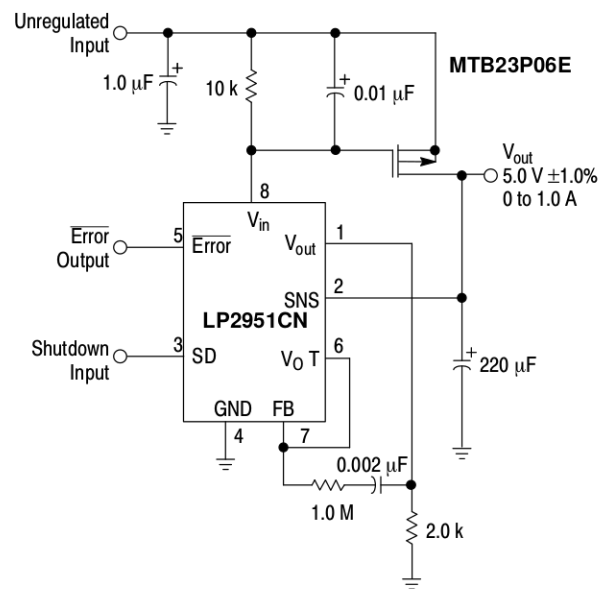 Unregulated
Input
MTB23P06E
1.0 µF
+
10 k
+
0.01 µF
Vout
5.0 V ±1.0%
0 to 1.0 A
8
Vin
Error
Output
5
Error
Vout
1
SNS
2
LP2951CN
Shutdown
Input
3
SD
VO T
6
+
220 µF
GND
FB
4
7
0.002 µF
1.0 M
2.0 k